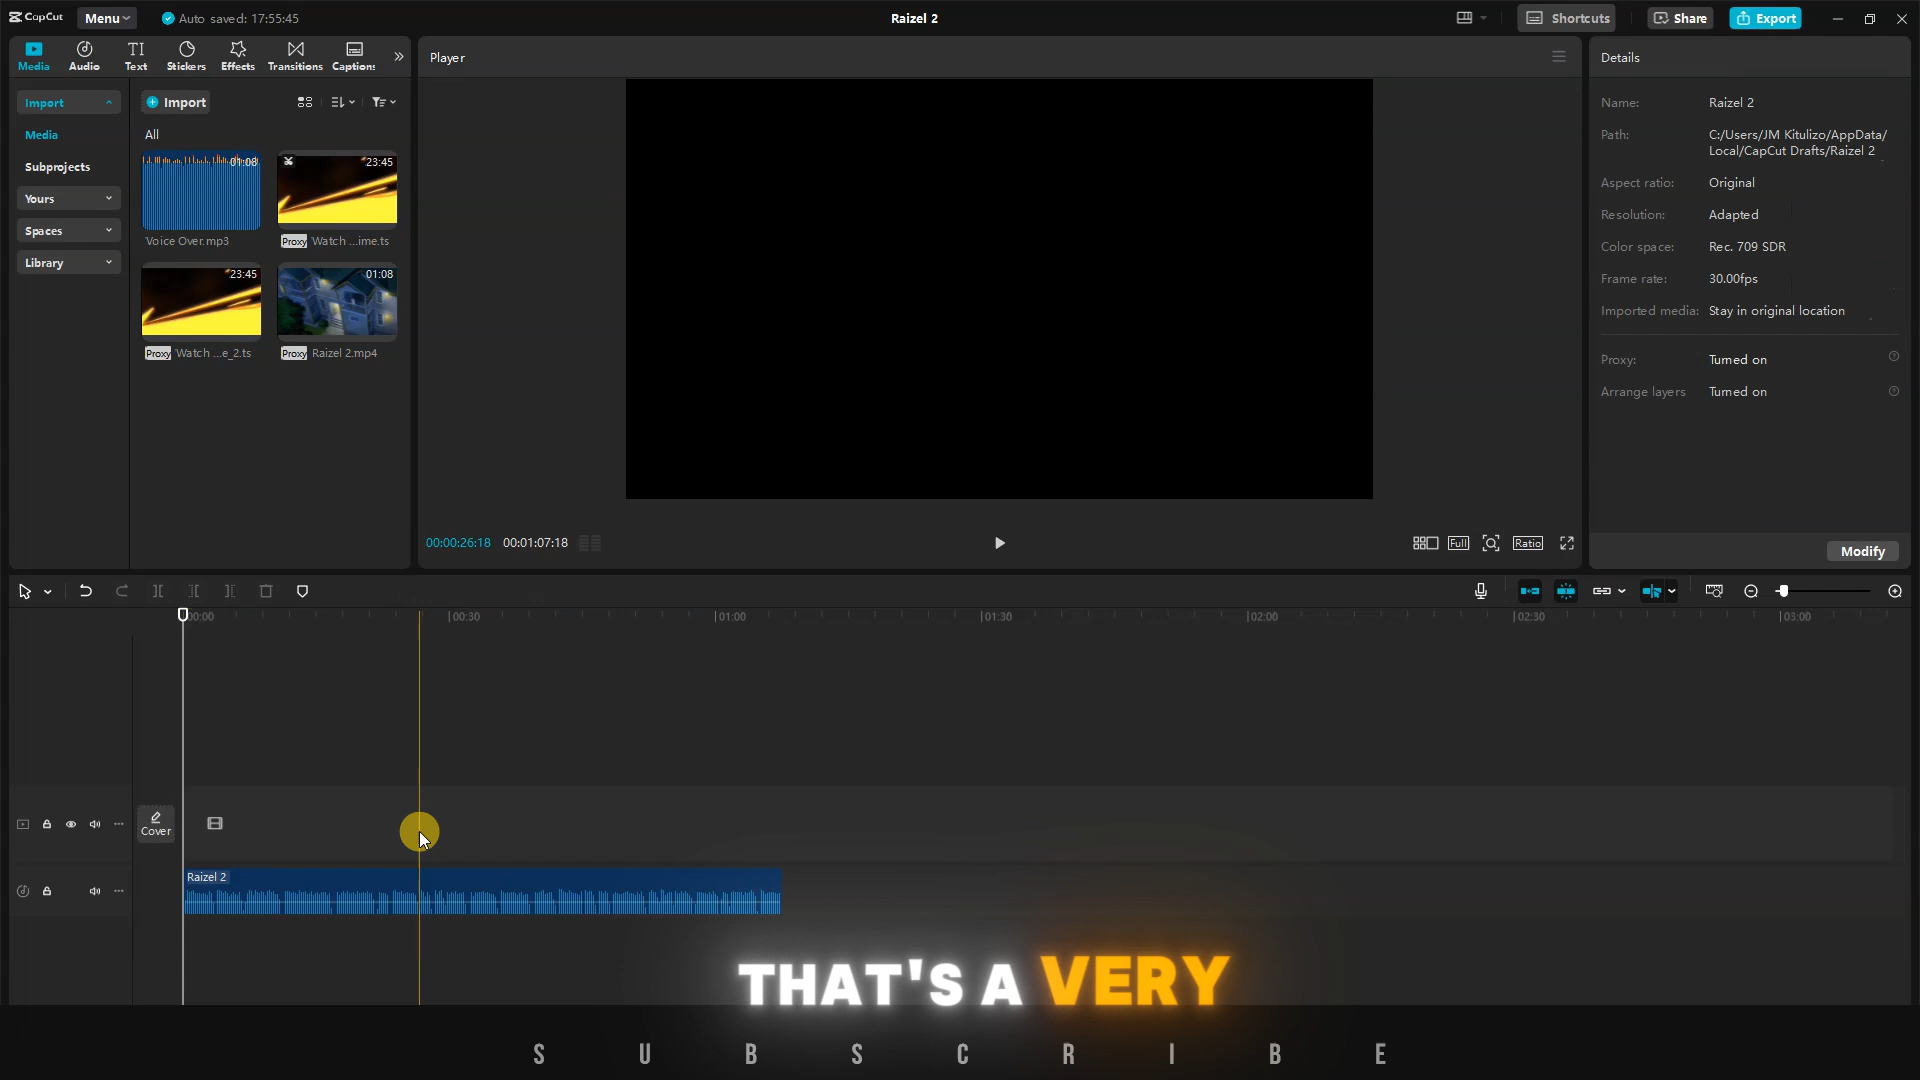 CapCut
Menu
Auto saved: 17:55:45
Raizel 2
Shortcuts
Share
Export
Media
Audio
Text
Stickers
Effects
Transitions
Captions
Player
Details
Import
Media
Subprojects
Yours
Spaces
Library
Import
All
01:08
Voice Over.mp3
23:45
Proxy Watch ...ime.ts
23:45
Proxy Watch ...e_2.ts
01:08
Proxy Raizel 2.mp4
Name: Raizel 2
Path: C:/Users/JM Kitulizo/AppData/
Local/CapCut Drafts/Raizel 2
Aspect ratio: Original
Resolution: Adapted
Color space: Rec. 709 SDR
Frame rate: 30.00fps
Imported media: Stay in original location
Proxy: Turned on
Arrange layers Turned on
Modify
00:00:26:18 00:01:07:18
Full
Ratio
00:00 00:30 01:00 01:30 02:00 02:30 03:00
Cover
Raizel 2
THAT'S A VERY
SUBSCRIBE